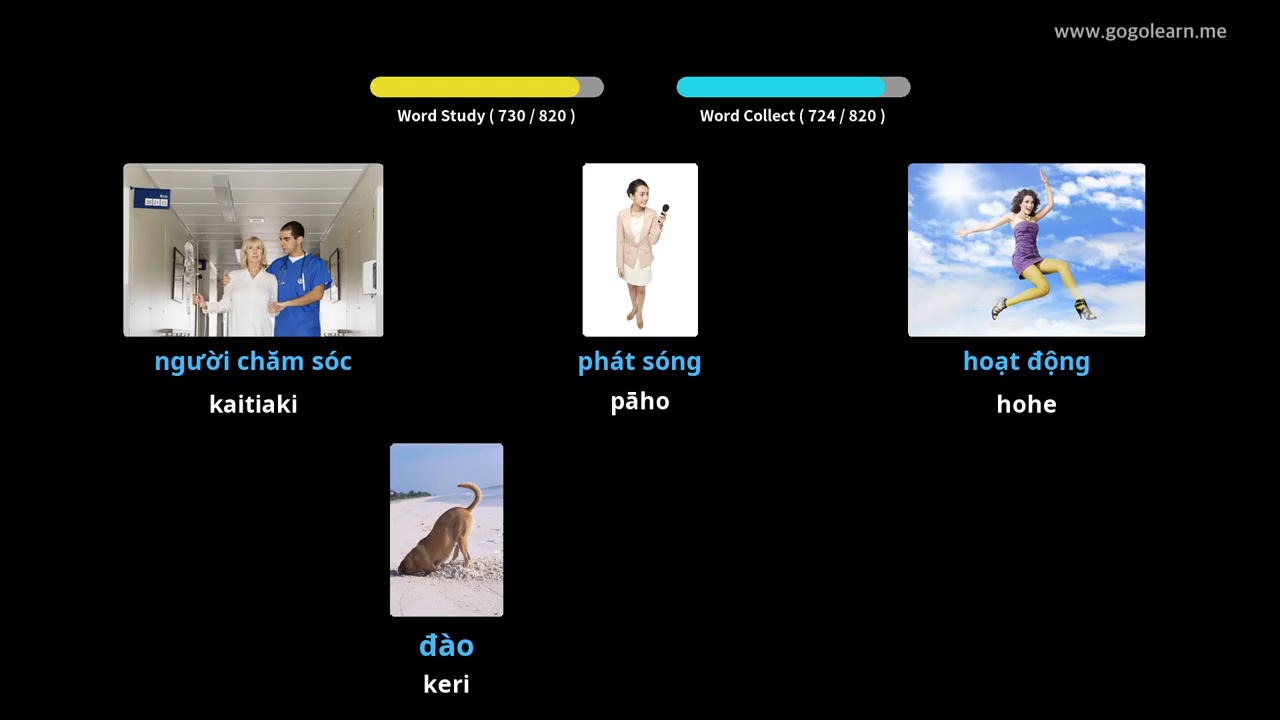 www.gogolearn.me
Word Study ( 730 / 820 )
Word Collect ( 724 / 820 )
người chăm sóc
kaitiaki
phát sóng
pāho
hoạt động
hohe
đào
keri